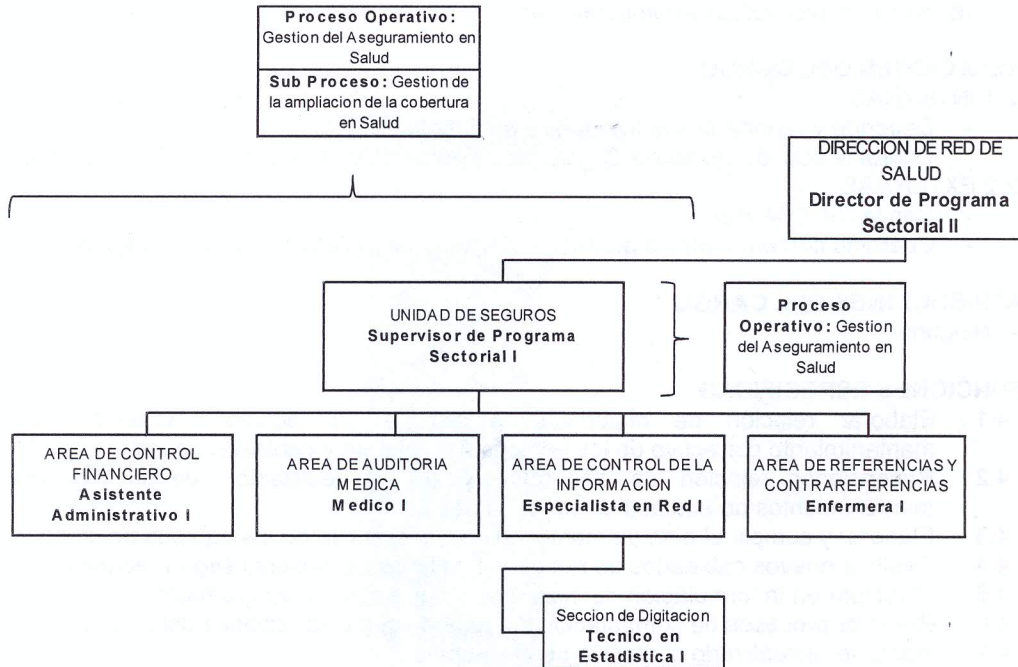 Proceso Operativo:
Gestion del Aseguramiento en
Salud
Sub Proceso: Gestion de
la ampliacion de la cobertura
en Salud
DIRECCION DE RED DE
SALUD
Director de Programa
Sectorial II
UNIDAD DE SEGUROS
Supervisor de Programa
Sectorial I
Proceso
Operativo: Gestion
del Aseguramiento en
Salud
AREA DE CONTROL
FINANCIERO
Asistente
Administrativo I
AREA DE AUDITORIA
MEDICA
Medico I
AREA DE CONTROL DE LA
INFORMACION
Especialista en Red I
AREA DE REFERENCIAS Y
CONTRAREFERENCIAS
Enfermera I
Seccion de Digitacion
Tecnico en
Estadistica I